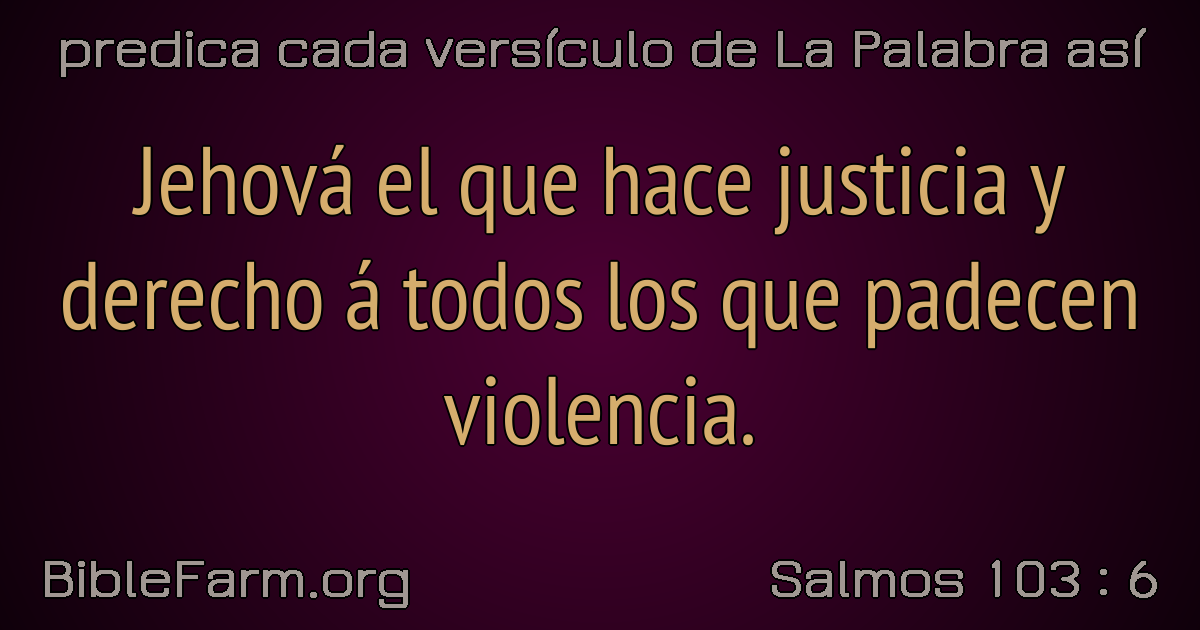 predica cada versículo de La Palabra así
Jehová el que hace justicia y
derecho á todos los que padecen
violencia.
BibleFarm.org
Salmos 103 : 6